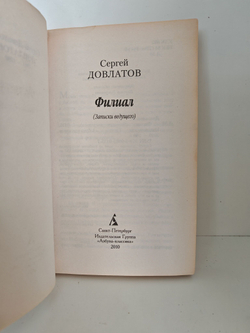 Сергей
ДОВЛАТОВ
Филиал
(Записки ведущего)
Санкт-Петербург
Издательская Группа
«Азбука-классика»
2010